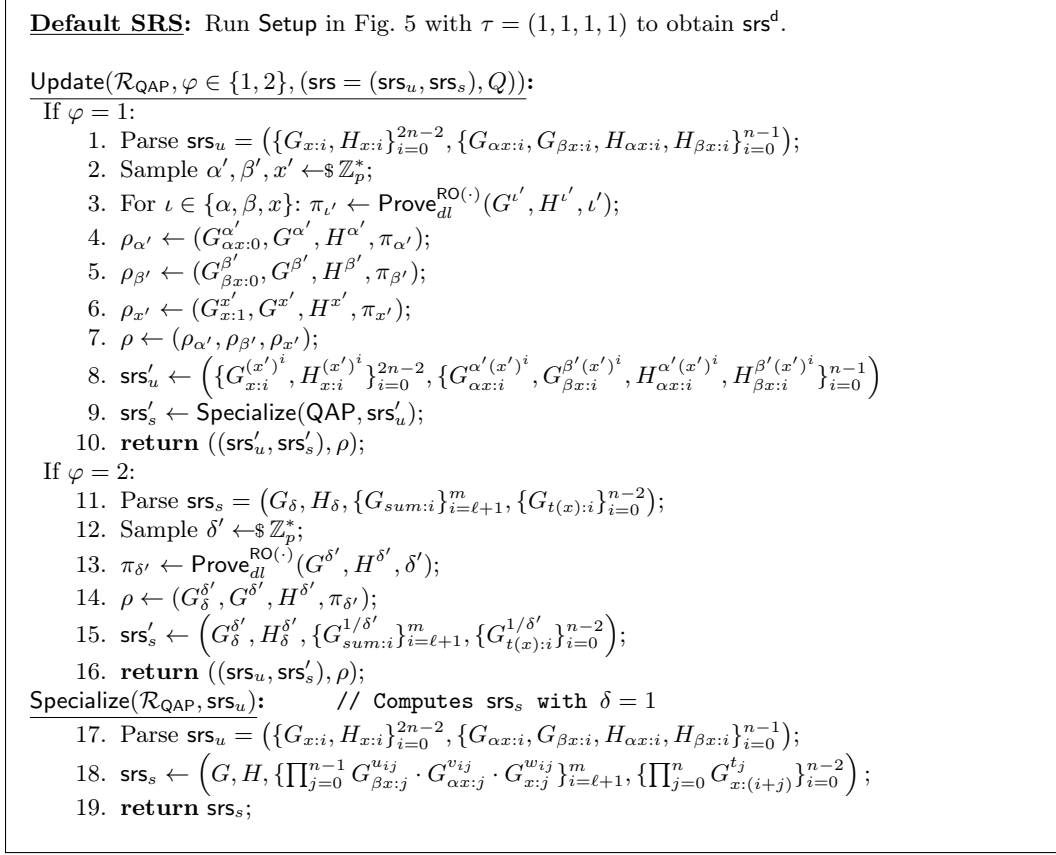 Default SRS: Run Setup in Fig. 5 with τ = (1, 1, 1, 1) to obtain srs^d.
Update(R_QAP, φ ∈ {1, 2}, (srs = (srs_u, srs_s), Q)):
If φ = 1:
1. Parse srs_u = ({G_{x:i}, H_{x:i}}_{i=0}^{2n−2}, {G_{αx:i}, G_{βx:i}, H_{αx:i}, H_{βx:i}}_{i=0}^{n−1});
2. Sample α′, β′, x′ ←$ Z_p^*;
3. For ι ∈ {α, β, x}: π_{ι′} ← Prove_{dl}^{RO(·)}(G^{ι′}, H^{ι′}, ι′);
4. ρ_{α′} ← (G_{αx:0}^{α′}, G^{α′}, H^{α′}, π_{α′});
5. ρ_{β′} ← (G_{βx:0}^{β′}, G^{β′}, H^{β′}, π_{β′});
6. ρ_{x′} ← (G_{x:1}^{x′}, G^{x′}, H^{x′}, π_{x′});
7. ρ ← (ρ_{α′}, ρ_{β′}, ρ_{x′});
8. srs′_u ← ({G_{x:i}^{(x′)^i}, H_{x:i}^{(x′)^i}}_{i=0}^{2n−2}, {G_{αx:i}^{α′(x′)^i}, G_{βx:i}^{β′(x′)^i}, H_{αx:i}^{α′(x′)^i}, H_{βx:i}^{β′(x′)^i}}_{i=0}^{n−1})
9. srs′_s ← Specialize(QAP, srs′_u);
10. return ((srs′_u, srs′_s), ρ);
If φ = 2:
11. Parse srs_s = (G_δ, H_δ, {G_{sum:i}}_{i=ℓ+1}^{m}, {G_{t(x):i}}_{i=0}^{n−2});
12. Sample δ′ ←$ Z_p^*;
13. π_{δ′} ← Prove_{dl}^{RO(·)}(G^{δ′}, H^{δ′}, δ′);
14. ρ ← (G_δ^{δ′}, G^{δ′}, H^{δ′}, π_{δ′});
15. srs′_s ← (G_δ^{δ′}, H_δ^{δ′}, {G_{sum:i}^{1/δ′}}_{i=ℓ+1}^{m}, {G_{t(x):i}^{1/δ′}}_{i=0}^{n−2});
16. return ((srs_u, srs′_s), ρ);
Specialize(R_QAP, srs_u): // Computes srs_s with δ = 1
17. Parse srs_u = ({G_{x:i}, H_{x:i}}_{i=0}^{2n−2}, {G_{αx:i}, G_{βx:i}, H_{αx:i}, H_{βx:i}}_{i=0}^{n−1});
18. srs_s ← (G, H, {∏_{j=0}^{n−1} G_{βx:j}^{u_{ij}} · G_{αx:j}^{v_{ij}} · G_{x:j}^{w_{ij}}}_{i=ℓ+1}^{m}, {∏_{j=0}^{n} G_{x:(i+j)}^{t_j}}_{i=0}^{n−2});
19. return srs_s;